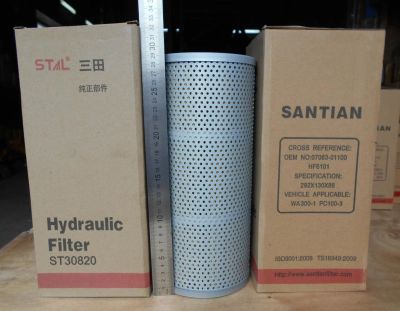 STAL 三田
纯正部件
Hydraulic
Filter
ST30820
SANTIAN
CROSS REFERENCE:
OEM NO:07063-01100
HF6101
SPECIFICATION:
292X130X86
VEHICLE APPLICABLE:
WA300-1 PC100-3
ISO9001:2008 TS16949:2009
www.santianfilter.com